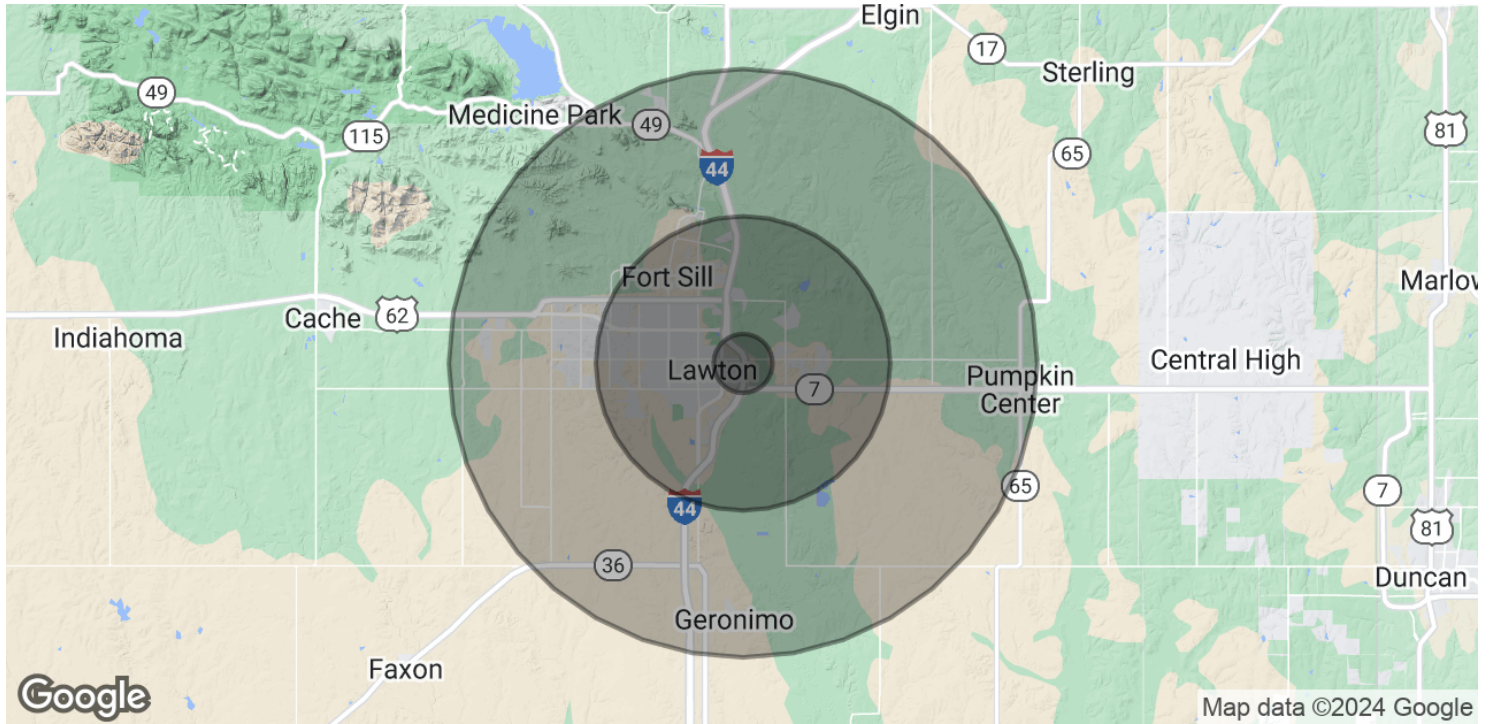 Elgin
17
Sterling
49
Medicine Park
49
81
115
65
44
Fort Sill
Marlow
Cache
62
Indiahoma
Lawton
7
Pumpkin
Center
Central High
65
7
44
81
36
Duncan
Geronimo
Faxon
Google
Map data ©2024 Google